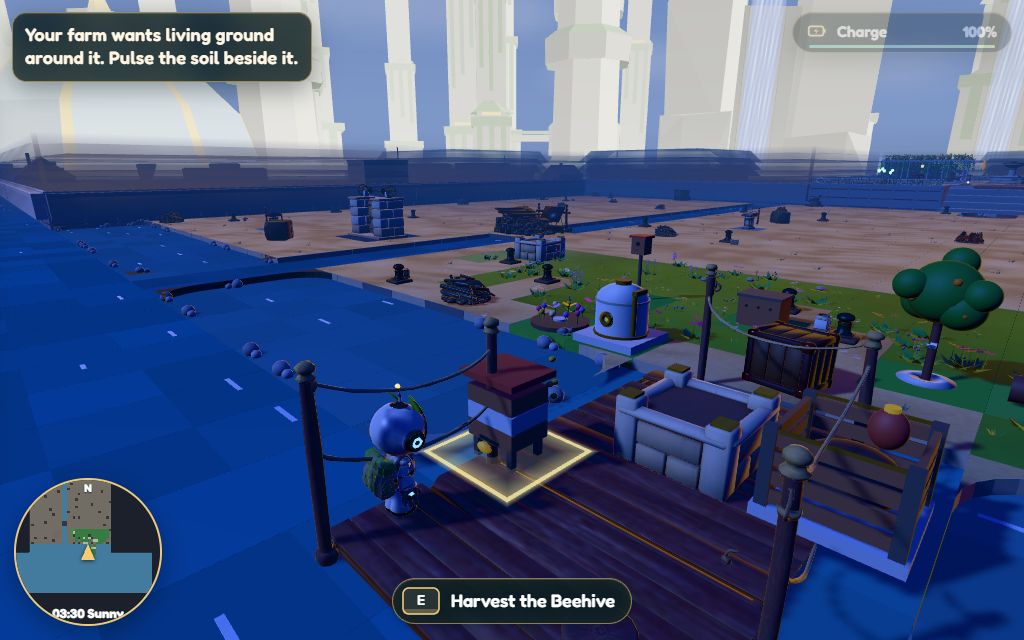 Your farm wants living ground
around it. Pulse the soil beside it.
Charge 100%
N
03:30 Sunny
E Harvest the Beehive